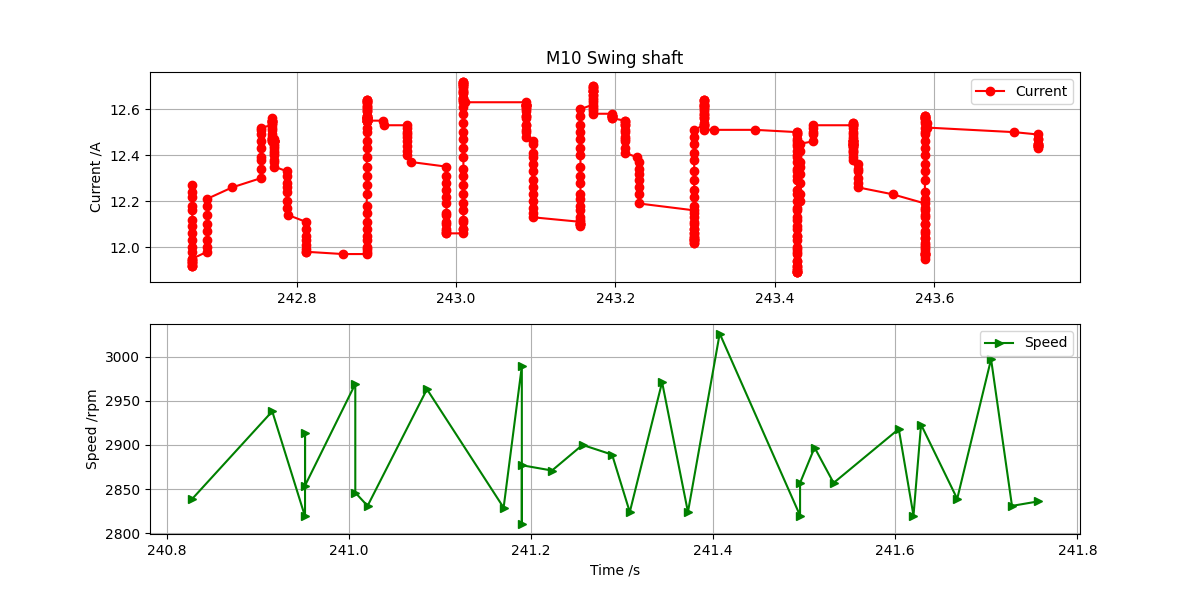 M10 Swing shaft
Current /A
12.6
12.4
12.2
12.0
Current
242.8 243.0 243.2 243.4 243.6
Speed /rpm
3000
2950
2900
2850
2800
Speed
240.8 241.0 241.2 241.4 241.6 241.8
Time /s